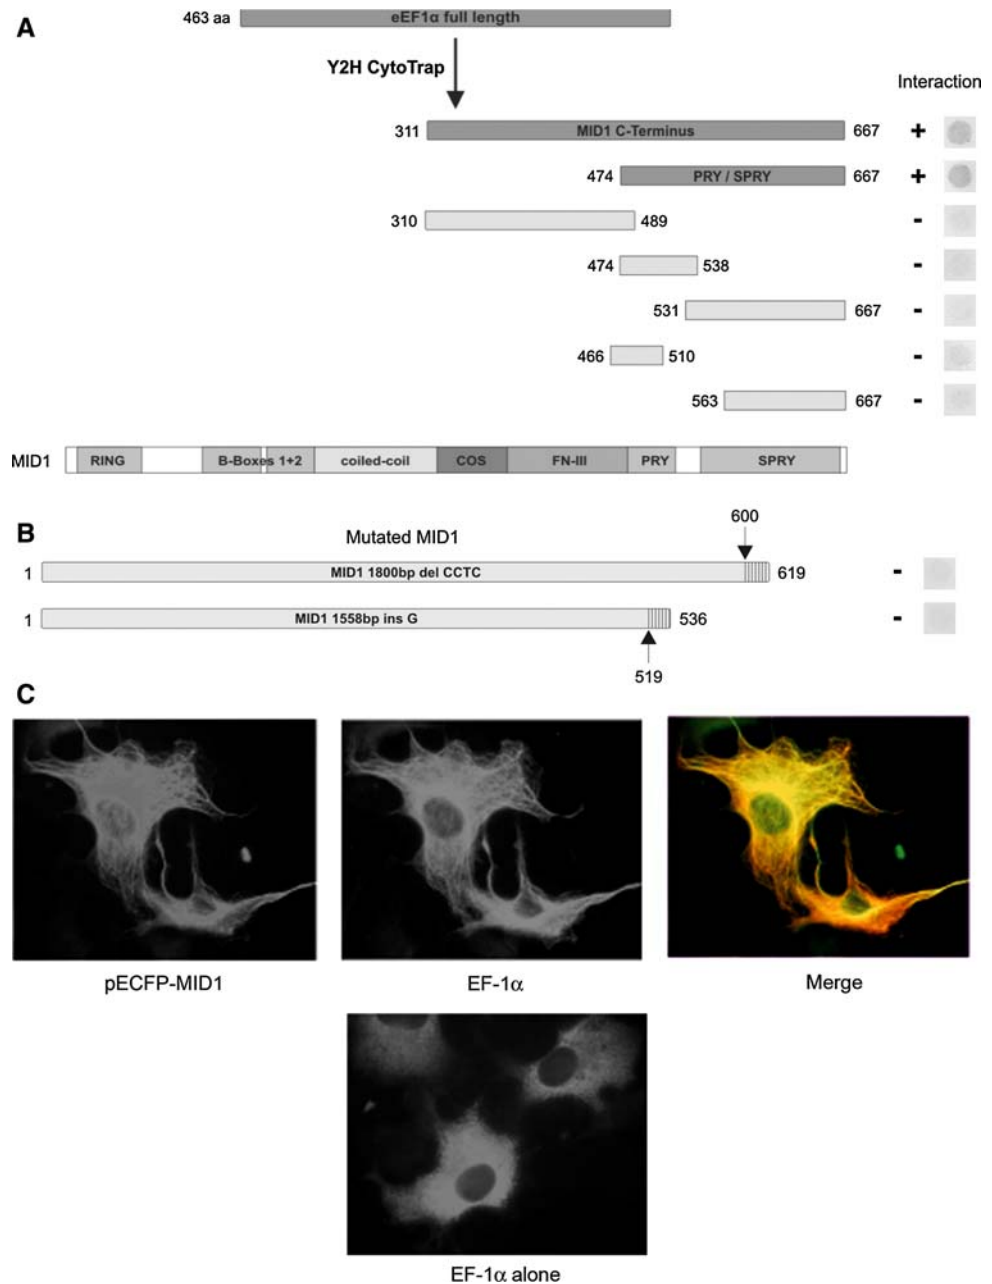 A
463 aa eEF1α full length
Y2H CytoTrap
Interaction
311 MID1 C-Terminus 667 +
474 PRY / SPRY 667 +
310 489 -
474 538 -
531 667 -
466 510 -
563 667 -
MID1 RING B-Boxes 1+2 coiled-coil COS FN-III PRY SPRY
B
Mutated MID1
600
1 MID1 1800bp del CCTC 619 -
1 MID1 1558bp ins G 536 -
519
C
pECFP-MID1 EF-1α Merge
EF-1α alone